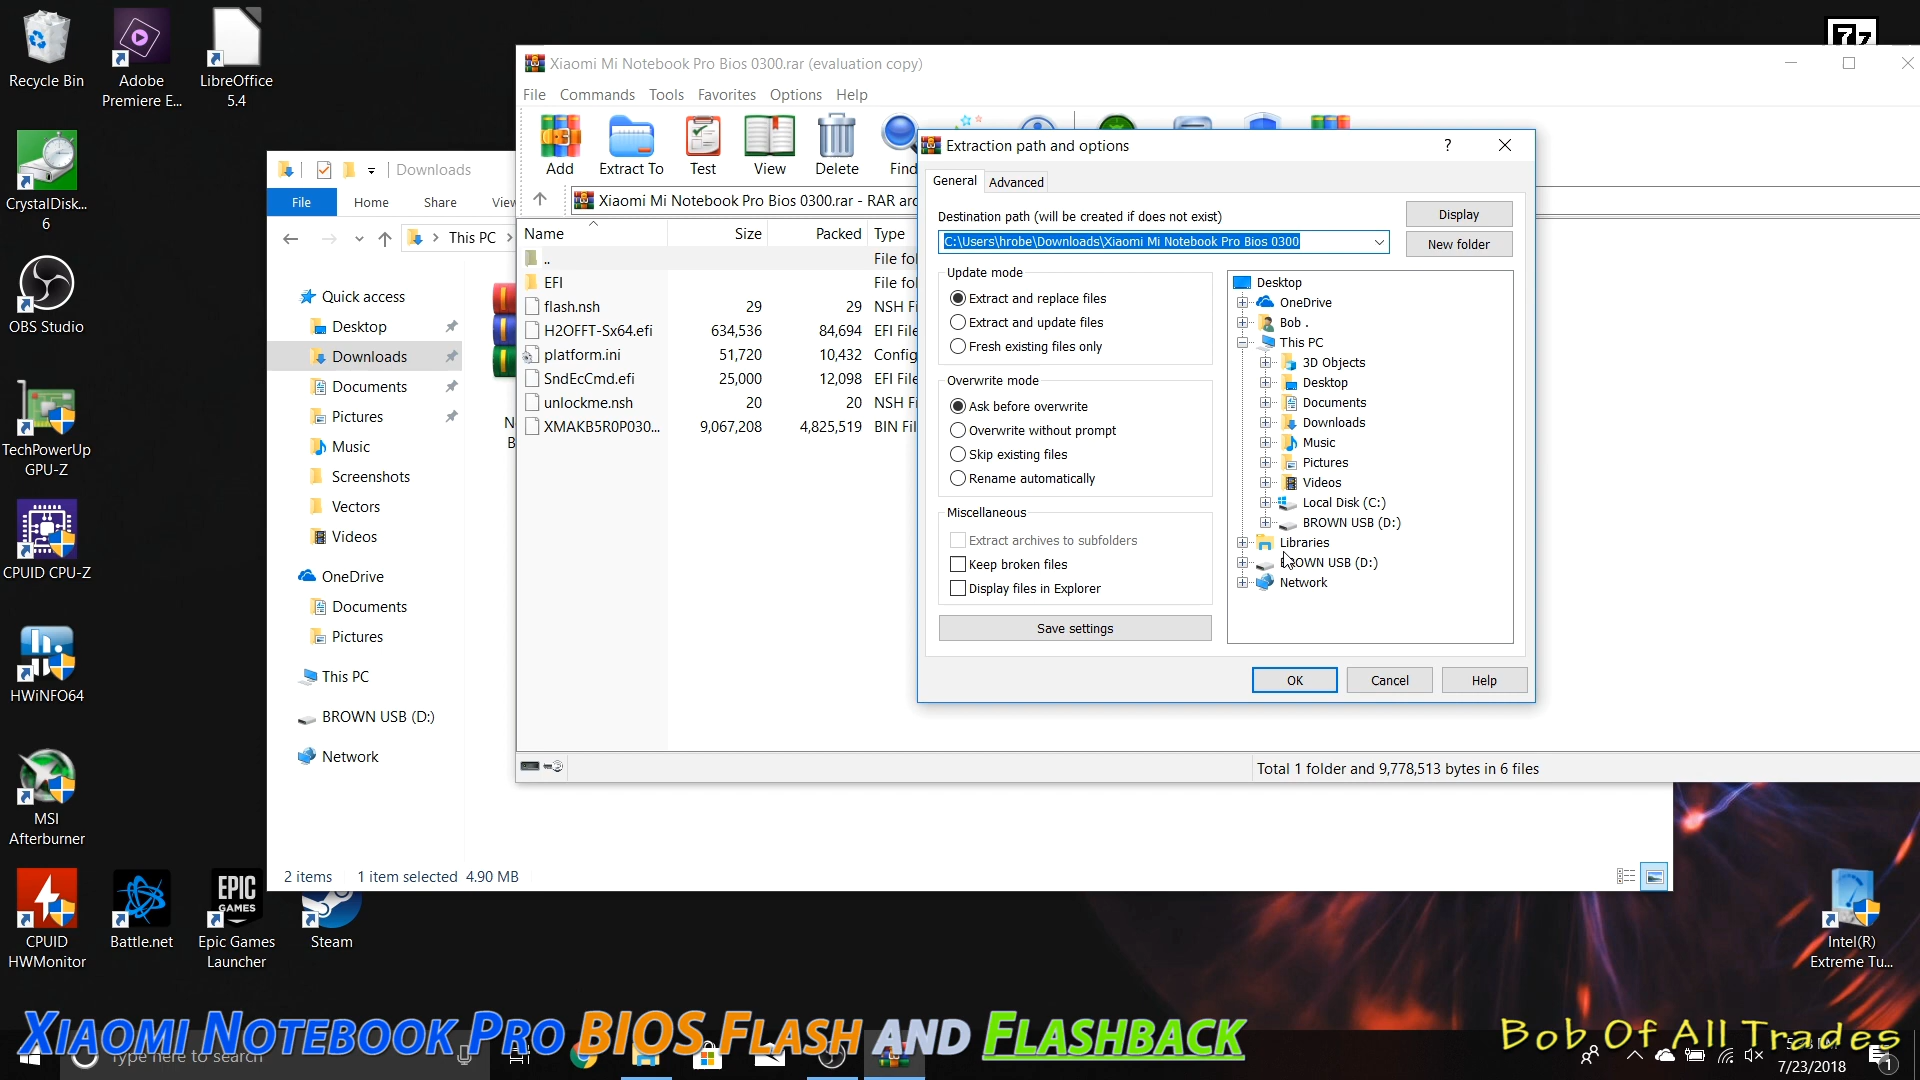 Recycle Bin
Adobe
Premiere E...
LibreOffice
5.4
CrystalDisk...
6
OBS Studio
TechPowerUp
GPU-Z
CPUID CPU-Z
HWiNFO64
MSI
Afterburner
CPUID
HWMonitor
Battle.net
EPIC
GAMES
Epic Games
Launcher
Steam
Intel(R)
Extreme Tu...
Downloads
File
Home
Share
This PC
Quick access
Desktop
Downloads
Documents
Pictures
Music
Screenshots
Vectors
Videos
OneDrive
Documents
Pictures
This PC
BROWN USB (D:)
Network
2 items 1 item selected 4.90 MB
Xiaomi Mi Notebook Pro Bios 0300.rar (evaluation copy)
File Commands Tools Favorites Options Help
Add Extract To Test View Delete Find
Xiaomi Mi Notebook Pro Bios 0300.rar - RAR
Name Size Packed Type
..
EFI
flash.nsh 29 29 NSH
H2OFFT-Sx64.efi 634,536 84,694 EFI
platform.ini 51,720 10,432
SndEcCmd.efi 25,000 12,098 EFI
unlockme.nsh 20 20 NSH
XMAKB5R0P030... 9,067,208 4,825,519 BIN
Total 1 folder and 9,778,513 bytes in 6 files
Extraction path and options
?
General Advanced
Destination path (will be created if does not exist)
C:\Users\hrobe\Downloads\Xiaomi Mi Notebook Pro Bios 0300
Display
New folder
Update mode
Extract and replace files
Extract and update files
Fresh existing files only
Overwrite mode
Ask before overwrite
Overwrite without prompt
Skip existing files
Rename automatically
Miscellaneous
Extract archives to subfolders
Keep broken files
Display files in Explorer
Save settings
Desktop
OneDrive
Bob .
This PC
3D Objects
Desktop
Documents
Downloads
Music
Pictures
Videos
Local Disk (C:)
BROWN USB (D:)
Libraries
BROWN USB (D:)
Network
OK Cancel Help
Xiaomi Notebook Pro BIOS Flash and Flashback
Bob Of All Trades
Type here to search
7/23/2018
1